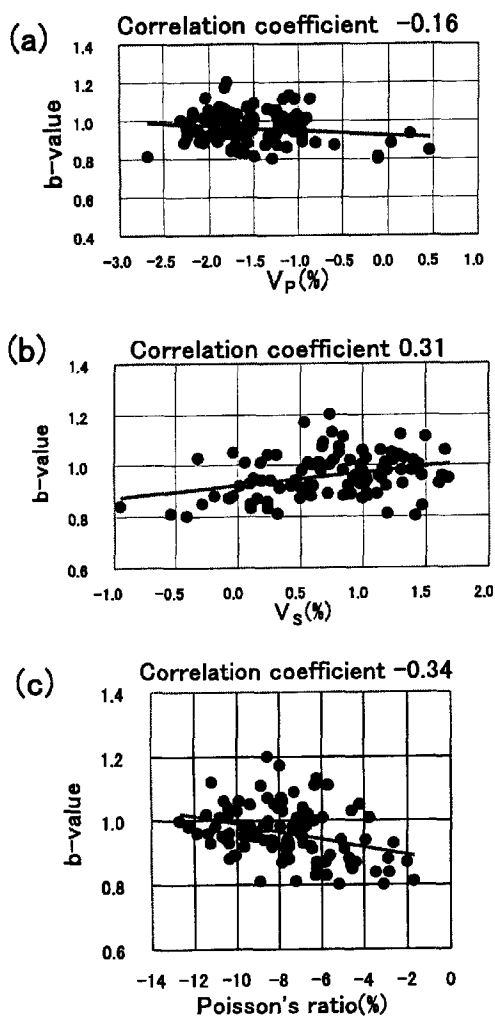 (a) Correlation coefficient -0.16
1.4
1.2
1.0
0.8
0.6
0.4
b-value
-3.0 -2.5 -2.0 -1.5 -1.0 -0.5 0.0 0.5 1.0
VP(%)
(b) Correlation coefficient 0.31
1.4
1.2
1.0
0.8
0.6
b-value
-1.0 -0.5 0.0 0.5 1.0 1.5 2.0
VS(%)
(c) Correlation coefficient -0.34
1.4
1.2
1.0
0.8
0.6
b-value
-14 -12 -10 -8 -6 -4 -2 0
Poisson's ratio(%)